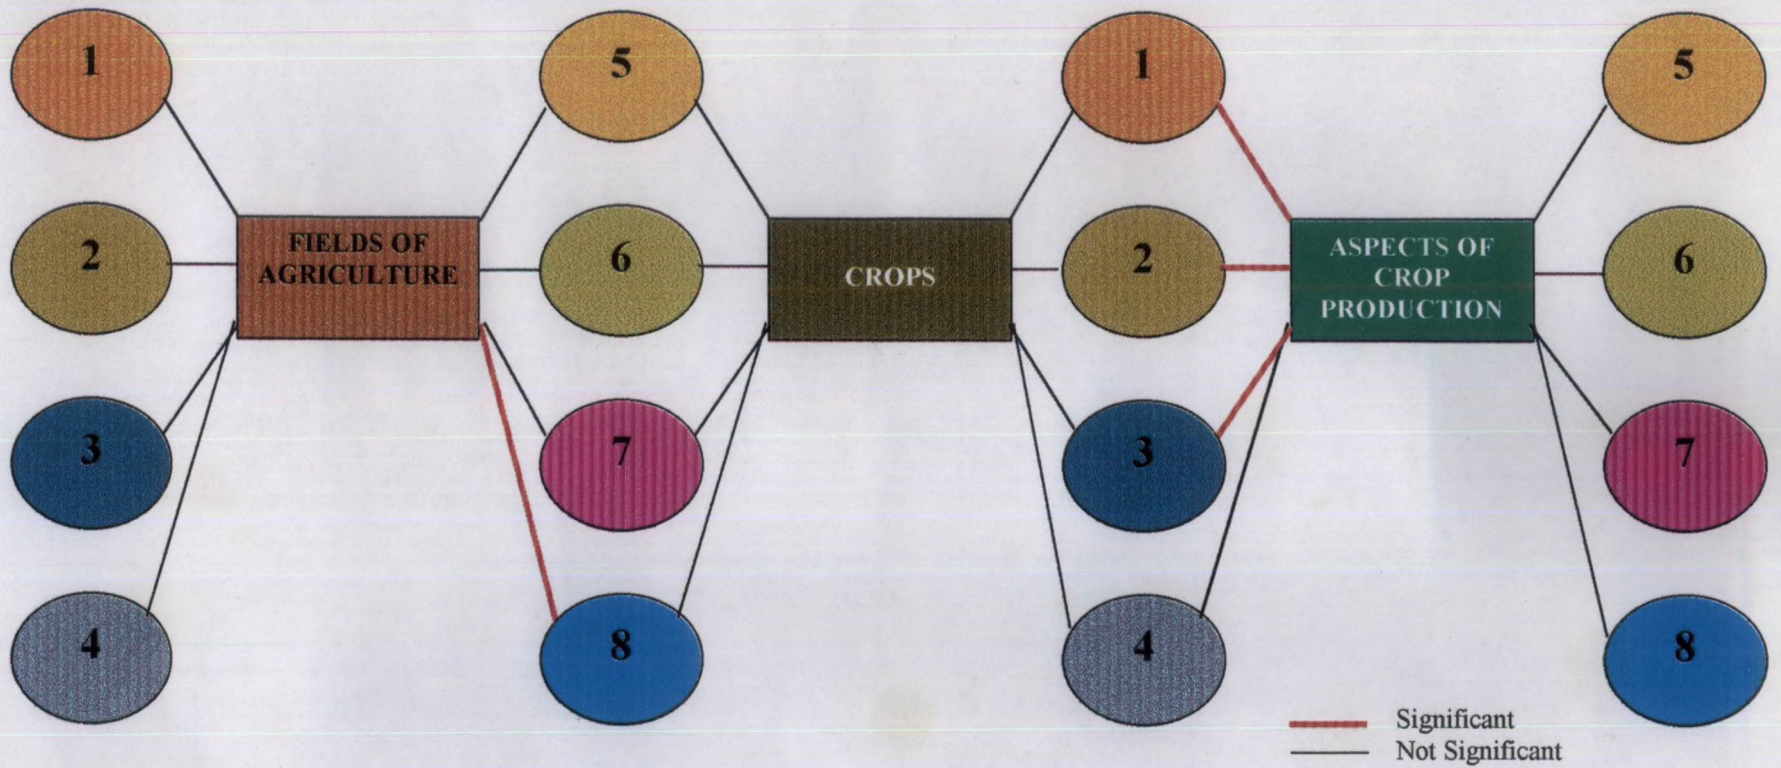 1
5
1
5
FIELDS OF
AGRICULTURE
2
6
CROPS
2
ASPECTS OF
CROP
PRODUCTION
6
3
7
3
7
4
8
4
8
Significant
Not Significant